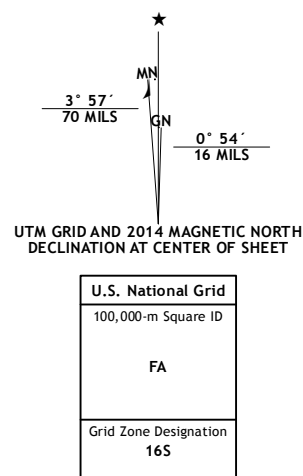 ★
MN
3° 57´
70 MILS
GN
0° 54´
16 MILS
UTM GRID AND 2014 MAGNETIC NORTH
DECLINATION AT CENTER OF SHEET
U.S. National Grid
100,000-m Square ID
FA
Grid Zone Designation
16S